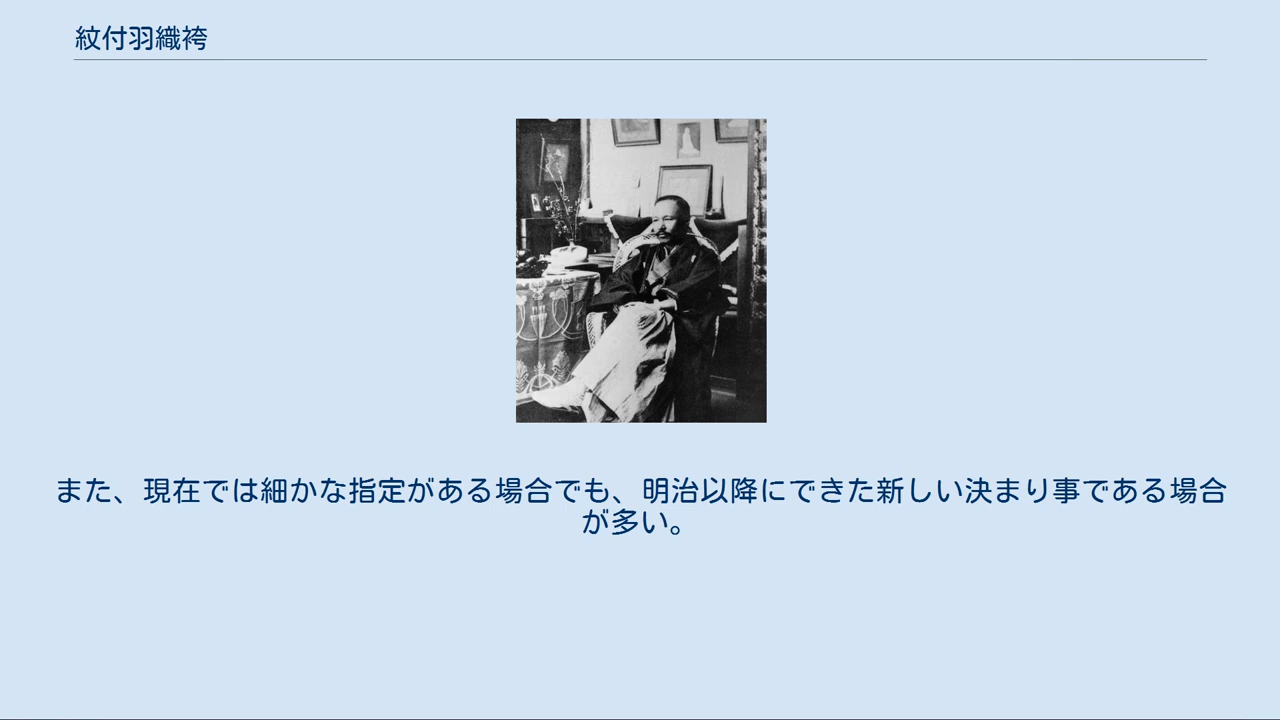 紋付羽織袴
また、現在では細かな指定がある場合でも、明治以降にできた新しい決まり事である場合
が多い。